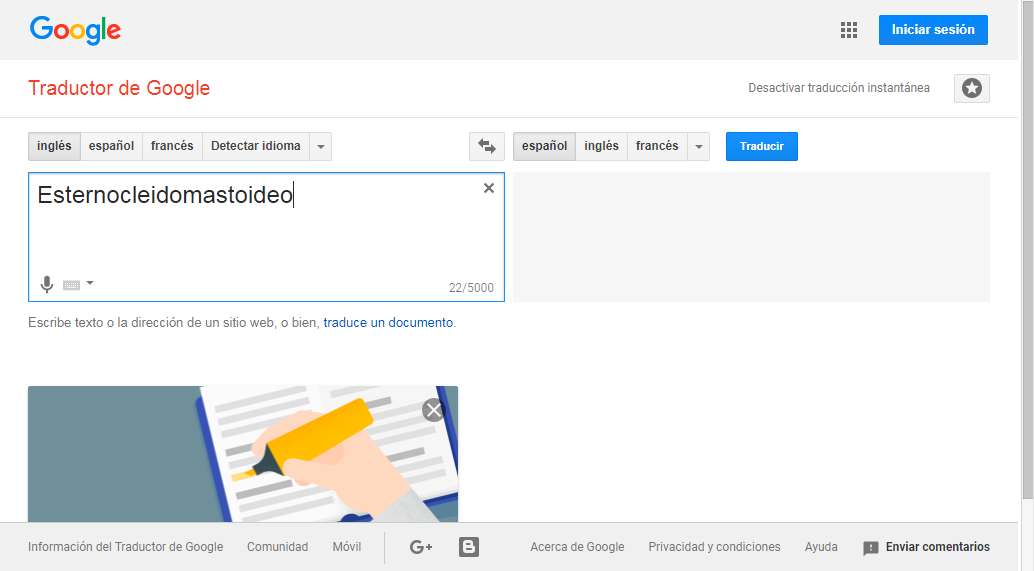 Google
Iniciar sesión
Traductor de Google
Desactivar traducción instantánea
inglés español francés Detectar idioma
español inglés francés Traducir
Esternocleidomastoideo
22/5000
Escribe texto o la dirección de un sitio web, o bien, traduce un documento.
Información del Traductor de Google Comunidad Móvil G+ B Acerca de Google Privacidad y condiciones Ayuda Enviar comentarios